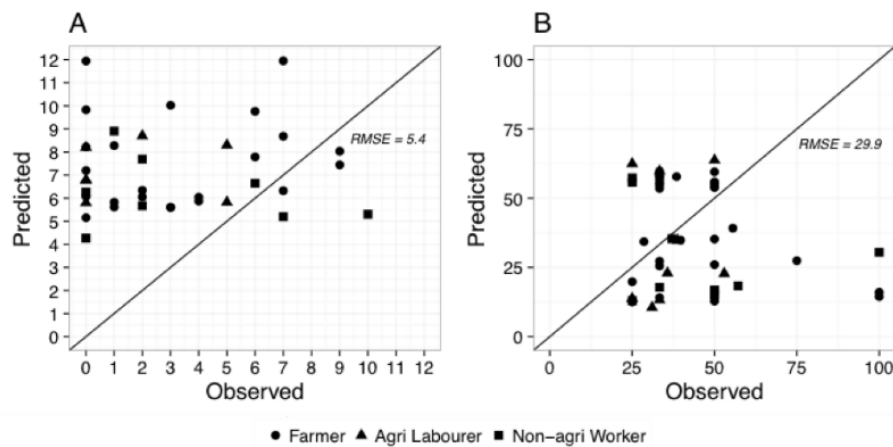 A
B
Predicted
12
11
10
9
8
7
6
5
4
3
2
1
0
RMSE = 5.4
0 1 2 3 4 5 6 7 8 9 10 11 12
Observed
Predicted
100
75
50
25
0
RMSE = 29.9
0 25 50 75 100
Observed
Farmer Agri Labourer Non-agri Worker